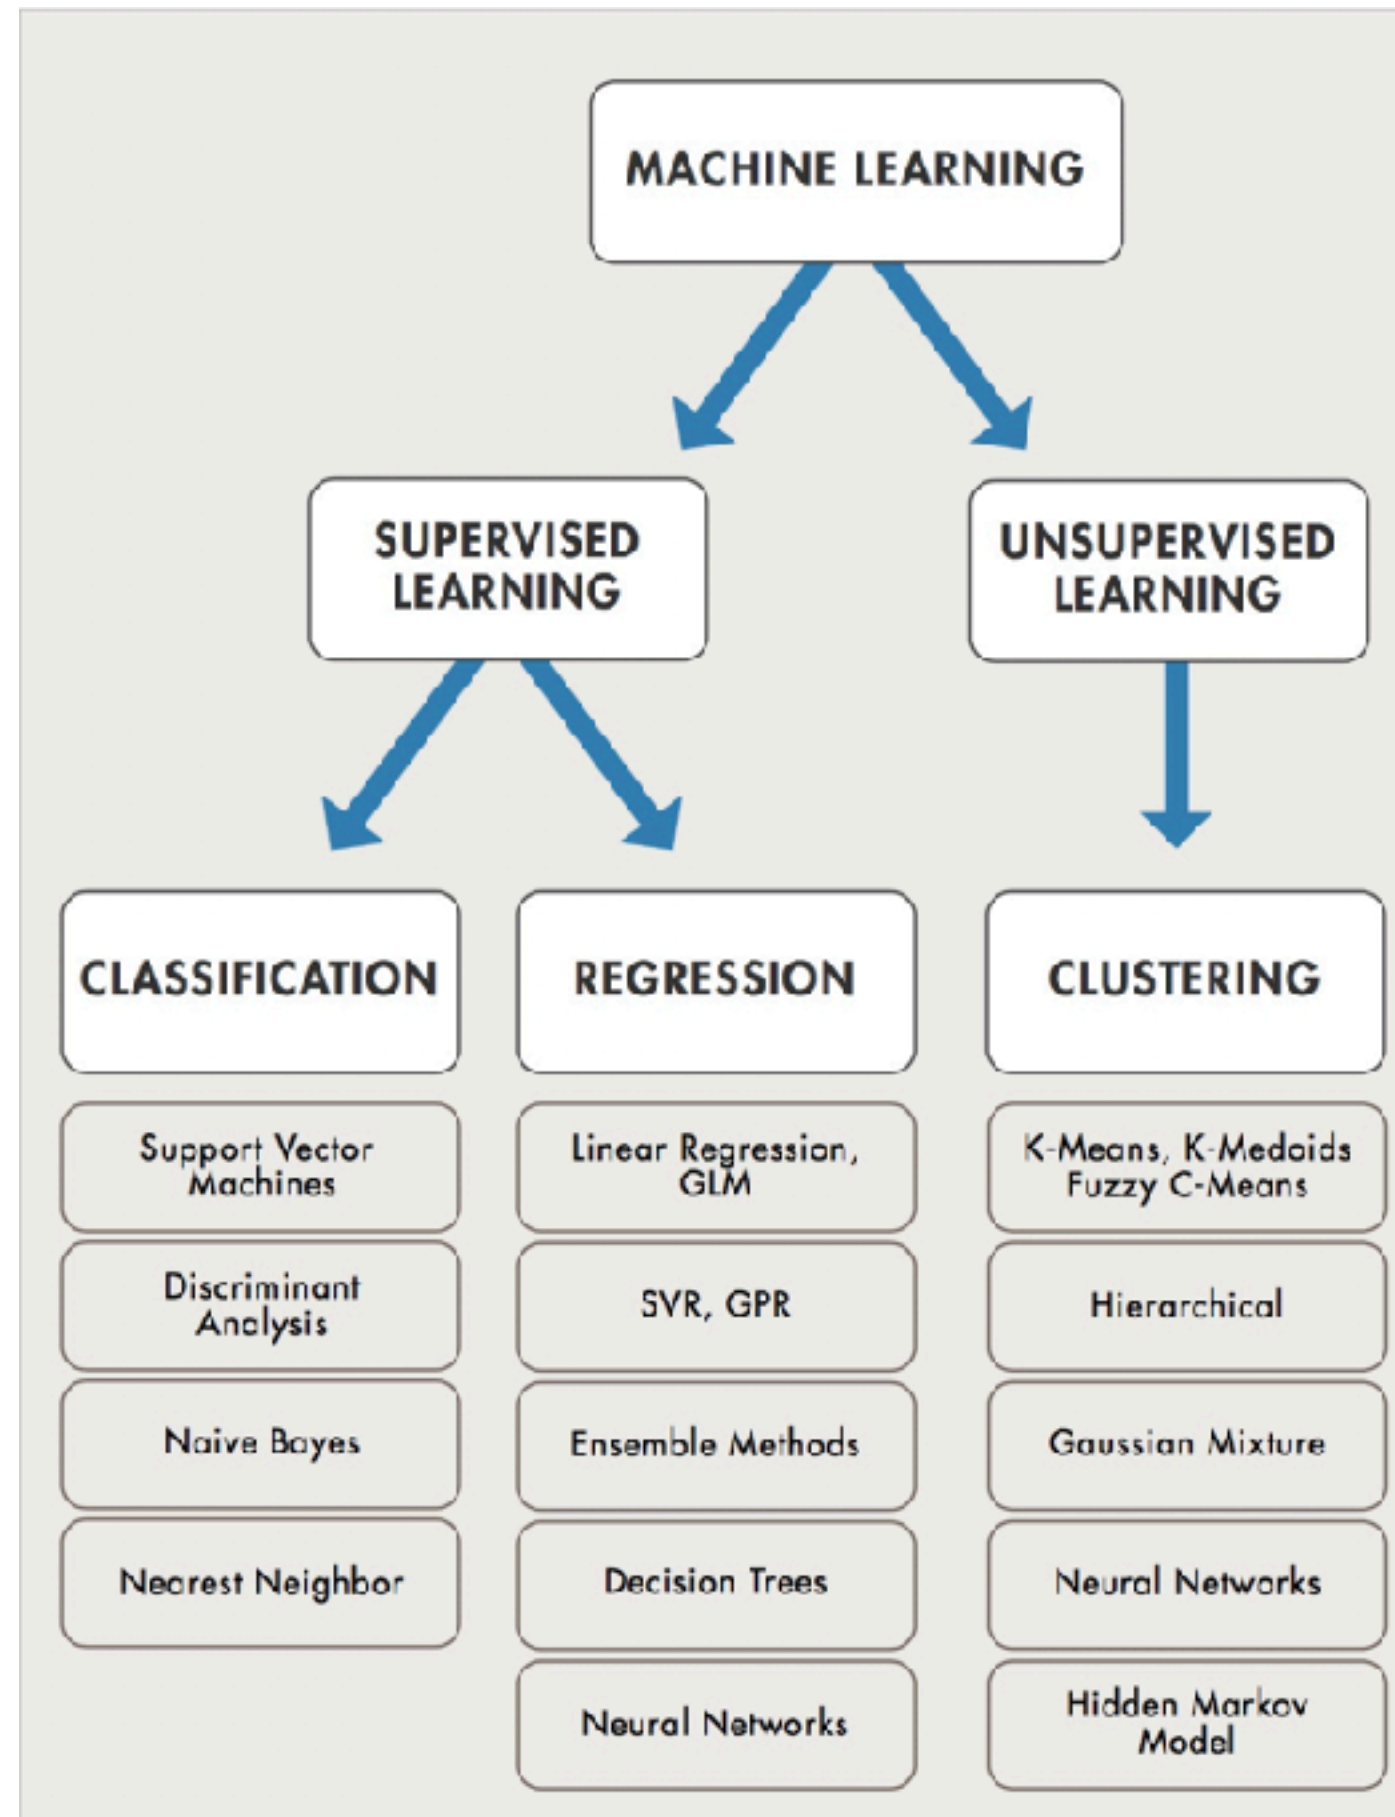 MACHINE LEARNING
SUPERVISED
LEARNING
UNSUPERVISED
LEARNING
CLASSIFICATION
Support Vector
Machines
Discriminant
Analysis
Naive Bayes
Nearest Neighbor
REGRESSION
Linear Regression,
GLM
SVR, GPR
Ensemble Methods
Decision Trees
Neural Networks
CLUSTERING
K-Means, K-Medoids
Fuzzy C-Means
Hierarchical
Gaussian Mixture
Neural Networks
Hidden Markov
Model